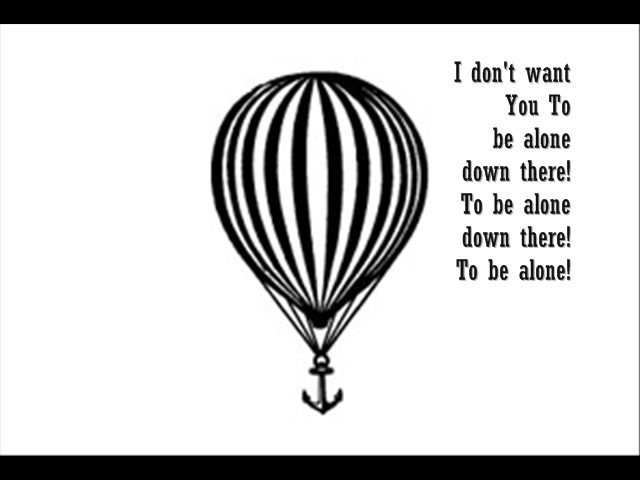 I don't want
You To
be alone
down there!
To be alone
down there!
To be alone!